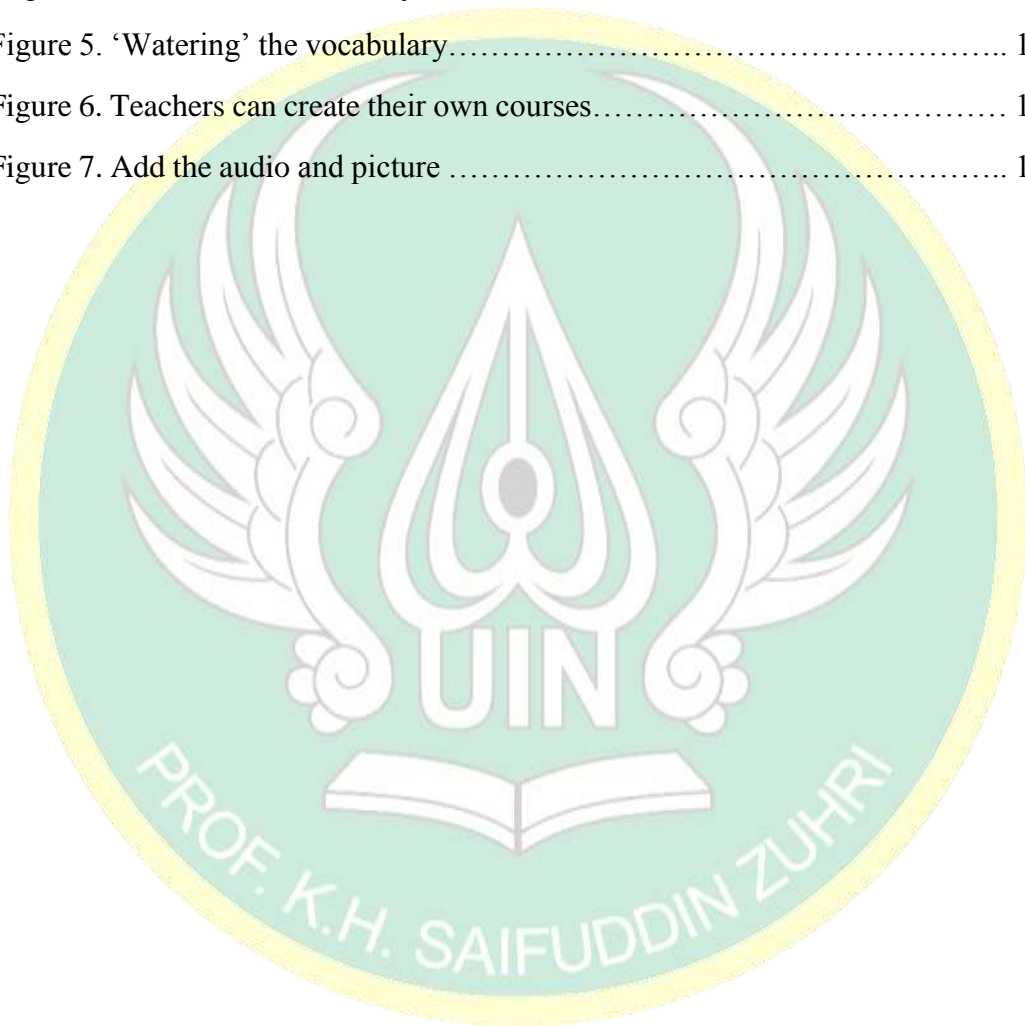 Figure 5. ‘Watering’ the vocabulary……………………………………………….. 1
Figure 6. Teachers can create their own courses………………………………… 1
Figure 7. Add the audio and picture ……………………………………………….. 1
UIN
PROF. K.H. SAIFUDDIN ZUHRI